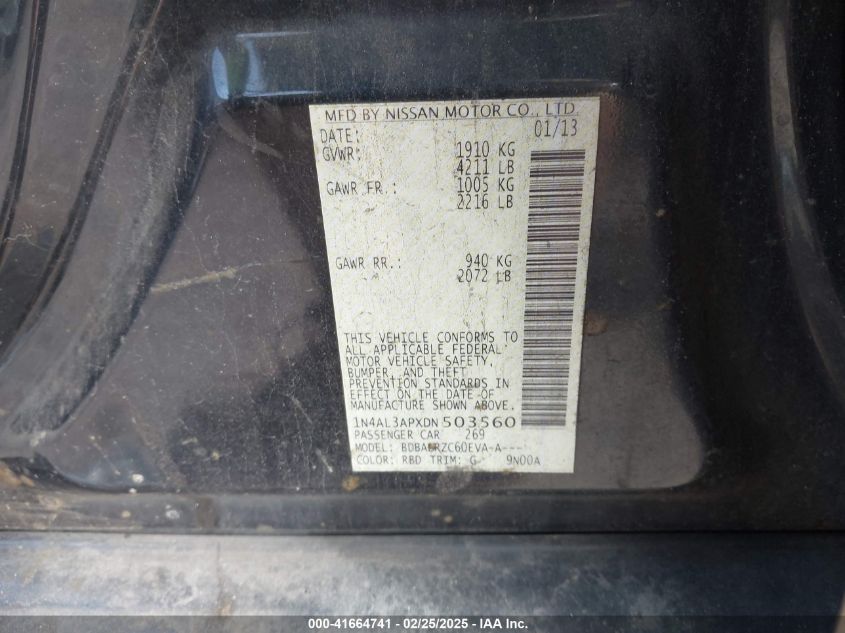 MFD BY NISSAN MOTOR CO., LTD
DATE: 01/13
GVWR: 1910 KG
4211 LB
GAWR FR.: 1005 KG
2216 LB
GAWR RR.: 940 KG
2072 LB
THIS VEHICLE CONFORMS TO
ALL APPLICABLE FEDERAL
MOTOR VEHICLE SAFETY,
BUMPER, AND THEFT
PREVENTION STANDARDS IN
EFFECT ON THE DATE OF
MANUFACTURE SHOWN ABOVE.
1N4AL3APXDN503560
PASSENGER CAR 269
MODEL:
COLOR: RBD TRIM: G 9N00A
000-41664741 - 02/25/2025 - IAA Inc.